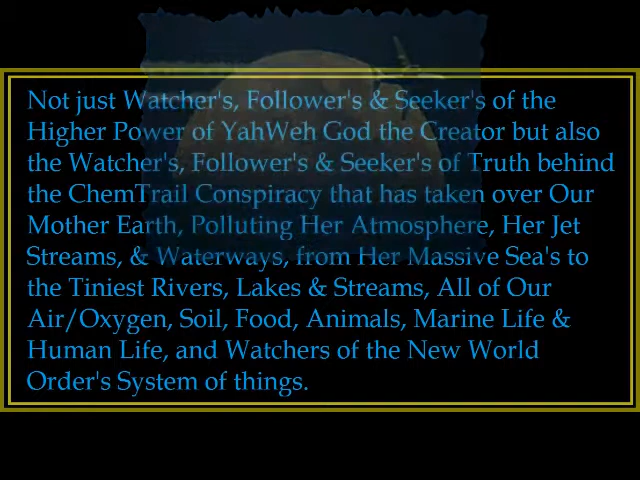 Not just Watcher's, Follower's & Seeker's of the
Higher Power of YahWeh God the Creator but also
the Watcher's, Follower's & Seeker's of Truth behind
the ChemTrail Conspiracy that has taken over Our
Mother Earth, Polluting Her Atmosphere, Her Jet
Streams, & Waterways, from Her Massive Sea's to
the Tiniest Rivers, Lakes & Streams, All of Our
Air/Oxygen, Soil, Food, Animals, Marine Life &
Human Life, and Watchers of the New World
Order's System of things.